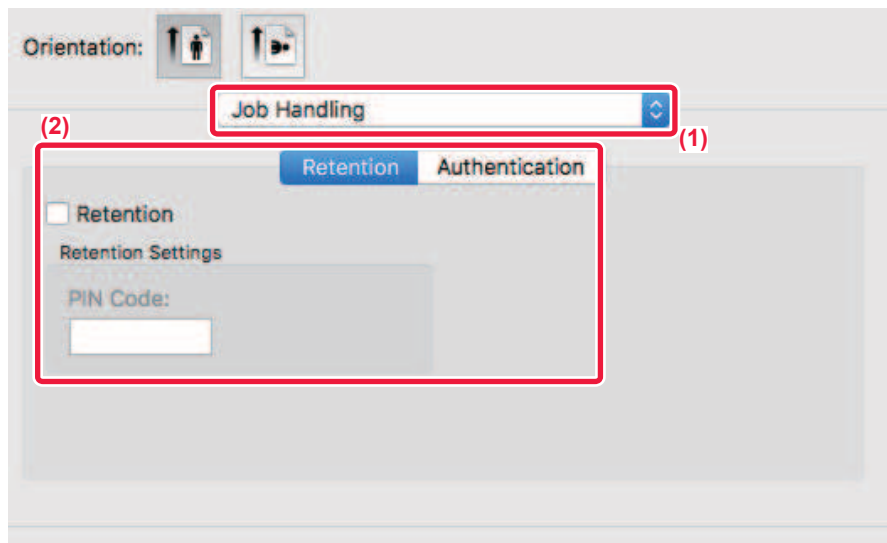 Orientation:
Job Handling
(1)
(2)
Retention Authentication
Retention
Retention Settings
PIN Code: